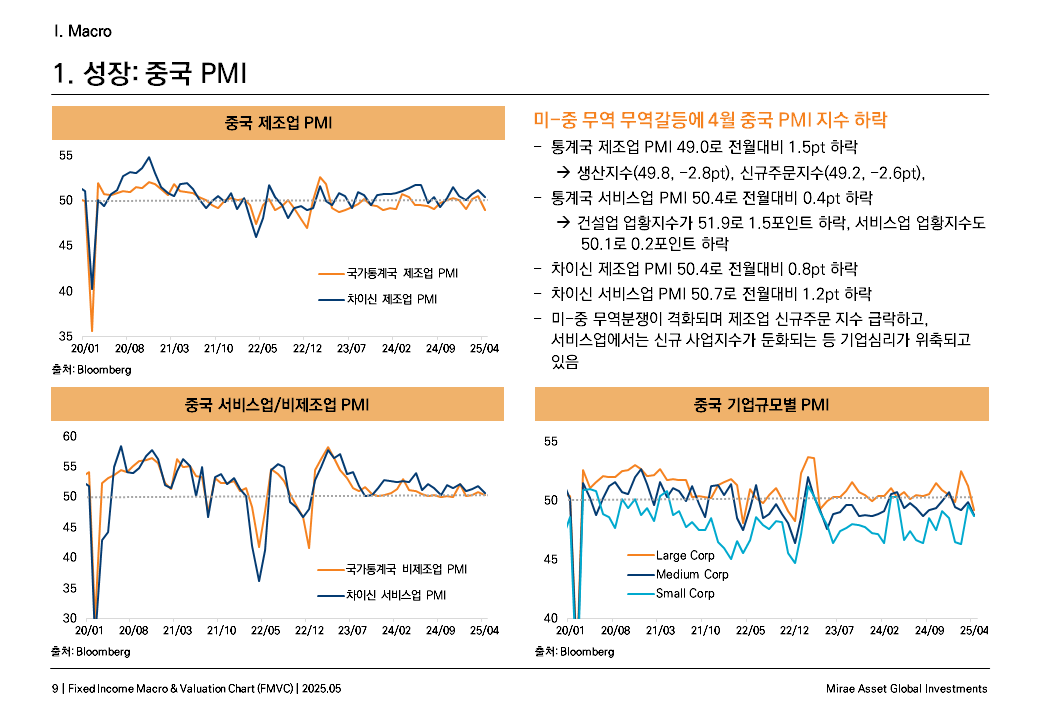 I. Macro
1. 성장: 중국 PMI
중국 제조업 PMI
55
50
45
40
35
국가통계국 제조업 PMI
차이신 제조업 PMI
20/01 20/08 21/03 21/10 22/05 22/12 23/07 24/02 24/09 25/04
출처: Bloomberg
미-중 무역 무역갈등에 4월 중국 PMI 지수 하락
- 통계국 제조업 PMI 49.0로 전월대비 1.5pt 하락
→ 생산지수(49.8, -2.8pt), 신규주문지수(49.2, -2.6pt),
- 통계국 서비스업 PMI 50.4로 전월대비 0.4pt 하락
→ 건설업 업황지수가 51.9로 1.5포인트 하락, 서비스업 업황지수도
50.1로 0.2포인트 하락
- 차이신 제조업 PMI 50.4로 전월대비 0.8pt 하락
- 차이신 서비스업 PMI 50.7로 전월대비 1.2pt 하락
- 미-중 무역분쟁이 격화되며 제조업 신규주문 지수 급락하고,
서비스업에서는 신규 사업지수가 둔화되는 등 기업심리가 위축되고
있음
중국 서비스업/비제조업 PMI
60
55
50
45
40
35
30
국가통계국 비제조업 PMI
차이신 서비스업 PMI
20/01 20/08 21/03 21/10 22/05 22/12 23/07 24/02 24/09 25/04
출처: Bloomberg
중국 기업규모별 PMI
55
50
45
40
Large Corp
Medium Corp
Small Corp
20/01 20/08 21/03 21/10 22/05 22/12 23/07 24/02 24/09 25/04
출처: Bloomberg
9 | Fixed Income Macro & Valuation Chart (FMVC) | 2025.05
Mirae Asset Global Investments